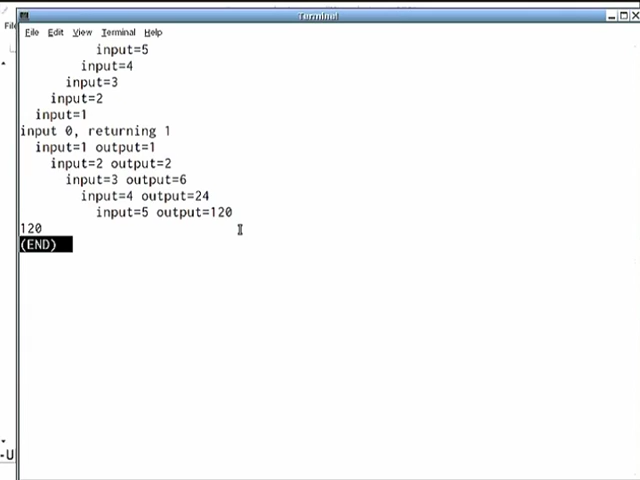 Terminal
File Edit View Terminal Help
input=5
input=4
input=3
input=2
input=1
input 0, returning 1
input=1 output=1
input=2 output=2
input=3 output=6
input=4 output=24
input=5 output=120
120
(END)
Fil
-U